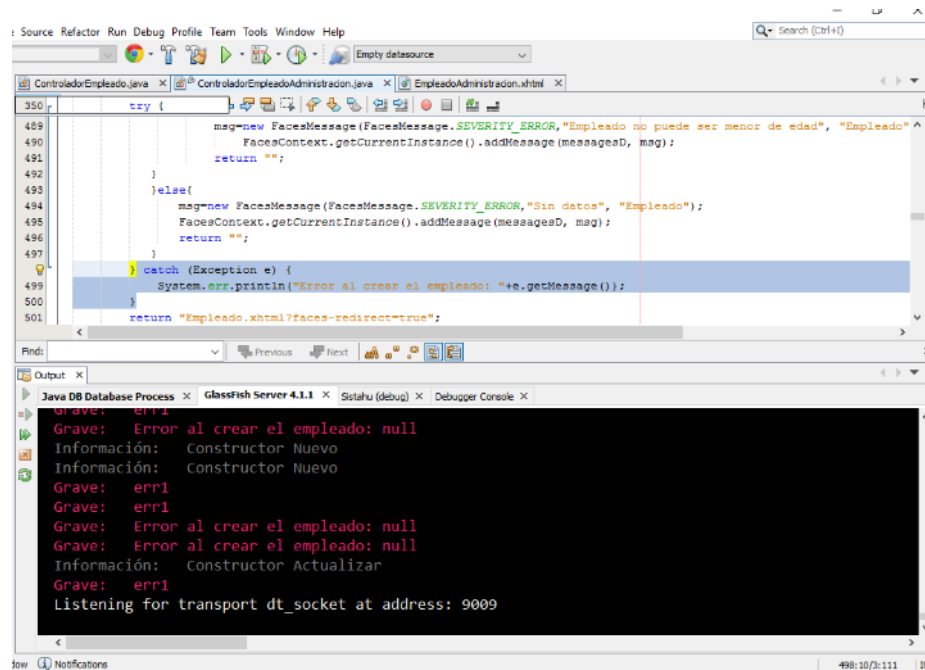 Source Refactor Run Debug Profile Team Tools Window Help
Search (Ctrl+I)
Empty datasource
ControladorEmpleado.java ControladorEmpleadoAdministracion.java EmpleadoAdministracion.xhtml
350 try {
489 msg=new FacesMessage(FacesMessage.SEVERITY_ERROR,"Empleado no puede ser menor de edad", "Empleado"
490 FacesContext.getCurrentInstance().addMessage(messagesD, msg);
491 return "";
492 }
493 }else{
494 msg=new FacesMessage(FacesMessage.SEVERITY_ERROR,"Sin datos", "Empleado");
495 FacesContext.getCurrentInstance().addMessage(messagesD, msg);
496 return "";
497 }
} catch (Exception e) {
499 System.err.println("Error al crear el empleado: "+e.getMessage());
500 }
501 return "Empleado.xhtml?faces-redirect=true";
Find: Previous Next
Output
Java DB Database Process GlassFish Server 4.1.1 Sistahu (debug) Debugger Console
Grave: err1
Grave: Error al crear el empleado: null
Información: Constructor Nuevo
Información: Constructor Nuevo
Grave: err1
Grave: err1
Grave: Error al crear el empleado: null
Grave: Error al crear el empleado: null
Información: Constructor Actualizar
Grave: err1
Listening for transport dt_socket at address: 9009
Notifications
498:10/3:111